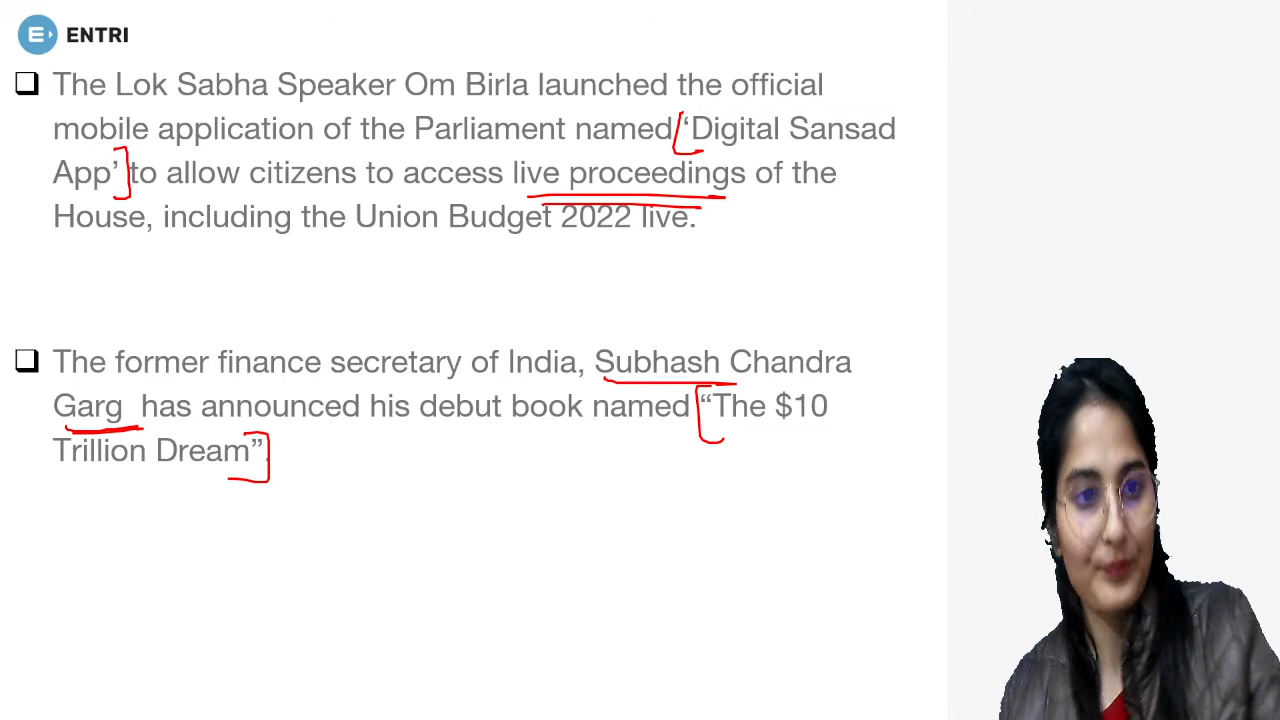 E ENTRI
The Lok Sabha Speaker Om Birla launched the official
mobile application of the Parliament named ‘Digital Sansad
App’ to allow citizens to access live proceedings of the
House, including the Union Budget 2022 live.
The former finance secretary of India, Subhash Chandra
Garg has announced his debut book named “The $10
Trillion Dream”.